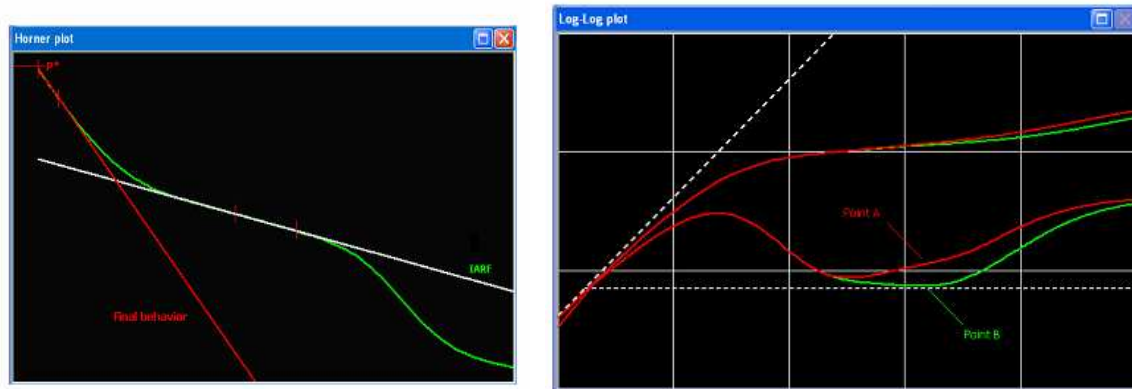 Horner plot
p*
IARF
Final behavior
Log-Log plot
Point A
Point B